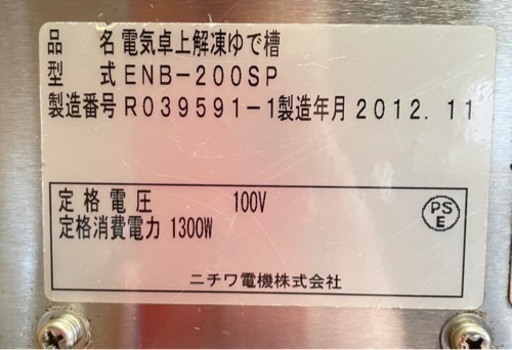 品 名 電気卓上解凍ゆで槽
型 式 ENB-200SP
製造番号 R039591-1製造年月 2012.11
定格電圧 100V
定格消費電力 1300W
PS
E
ニチワ電機株式会社